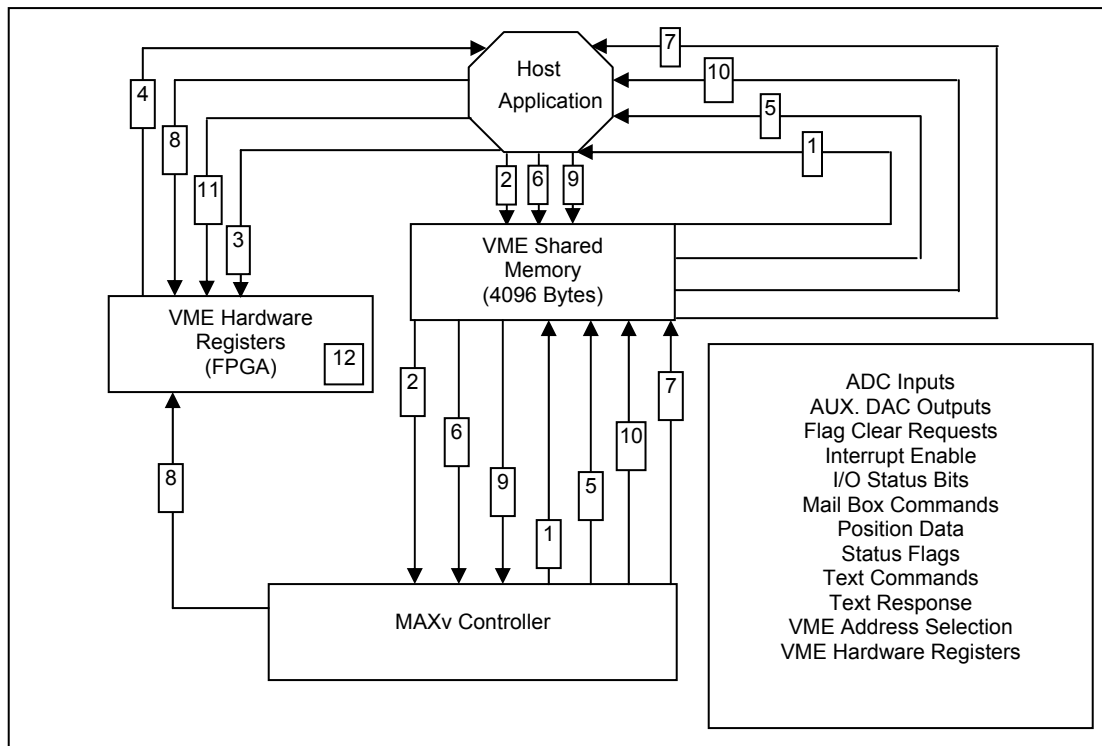 7
Host
Application
10
4
8
5
1
11
2
6
9
3
VME Shared
Memory
(4096 Bytes)
VME Hardware
Registers
(FPGA)
12
2
7
6
10
9
5
8
1
MAXv Controller
ADC Inputs
AUX. DAC Outputs
Flag Clear Requests
Interrupt Enable
I/O Status Bits
Mail Box Commands
Position Data
Status Flags
Text Commands
Text Response
VME Address Selection
VME Hardware Registers